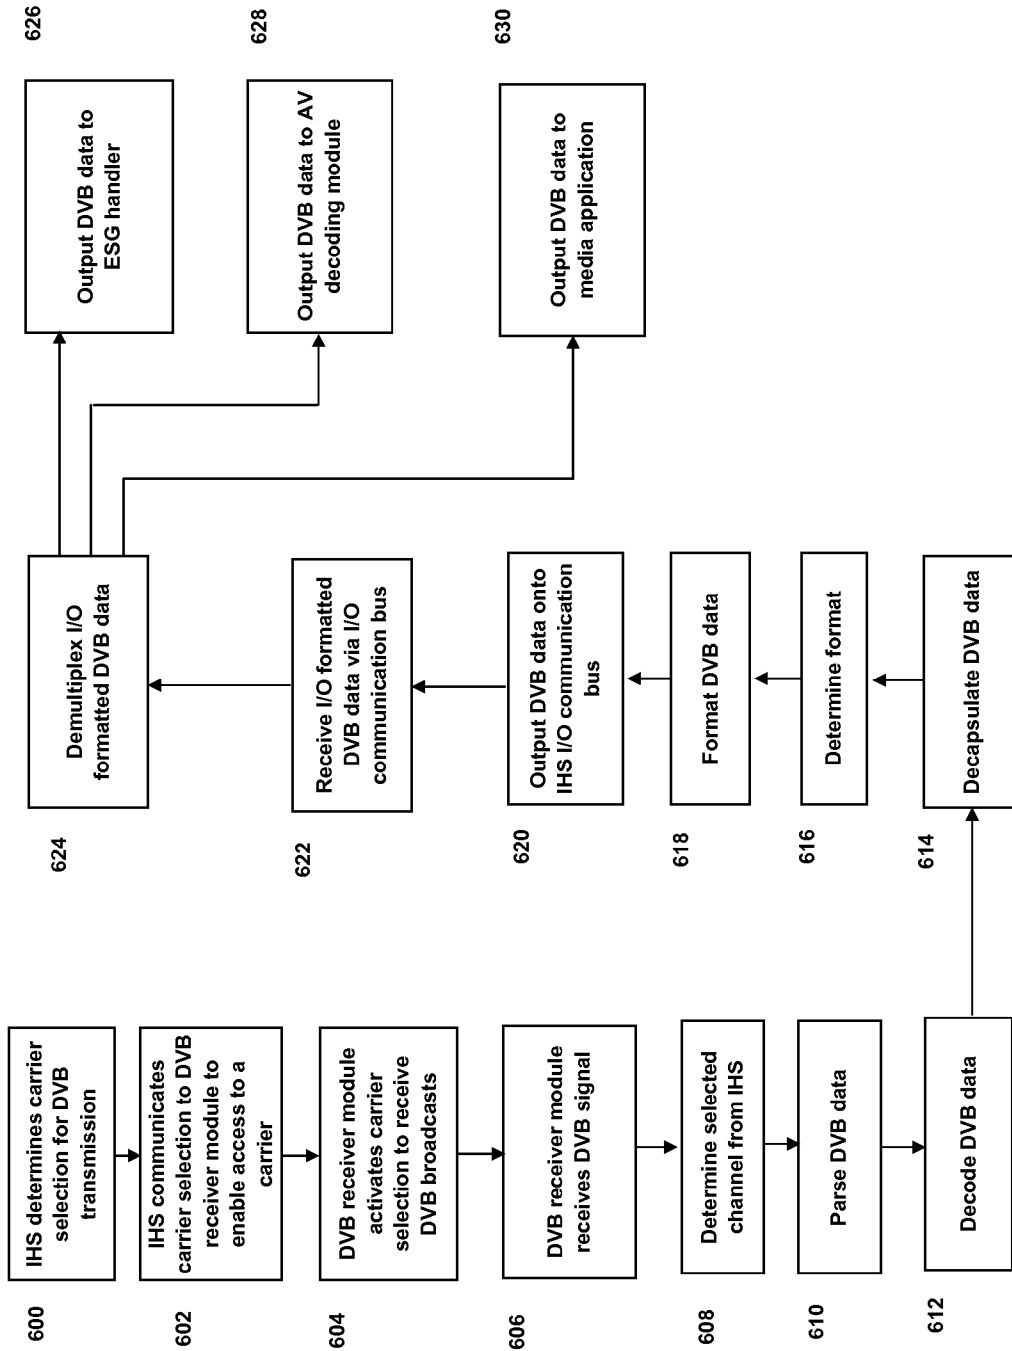 600
IHS determines carrier
selection for DVB
transmission
602
IHS communicates
carrier selection to DVB
receiver module to
enable access to a
carrier
604
DVB receiver module
activates carrier
selection to receive
DVB broadcasts
606
DVB receiver module
receives DVB signal
608
Determine selected
channel from IHS
610
Parse DVB data
612
Decode DVB data
614
Decapsulate DVB data
616
Determine format
618
Format DVB data
620
Output DVB data onto
IHS I/O communication
bus
622
Receive I/O formatted
DVB data via I/O
communication bus
624
Demultiplex I/O
formatted DVB data
626
Output DVB data to
ESG handler
628
Output DVB data to AV
decoding module
630
Output DVB data to
media application